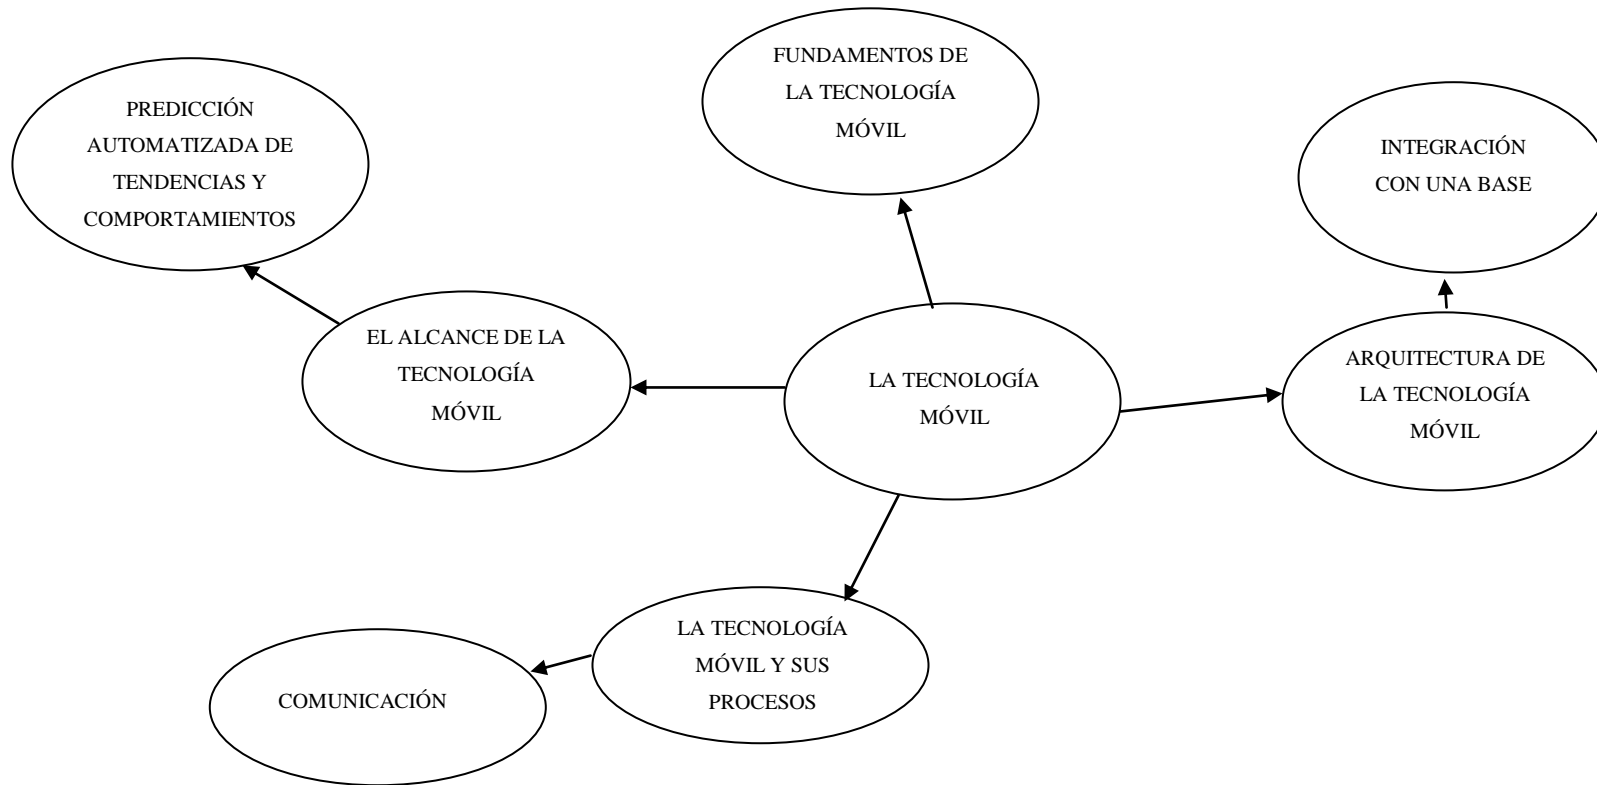 FUNDAMENTOS DE
LA TECNOLOGÍA
MÓVIL
PREDICCIÓN
AUTOMATIZADA DE
TENDENCIAS Y
COMPORTAMIENTOS
INTEGRACIÓN
CON UNA BASE
EL ALCANCE DE LA
TECNOLOGÍA
MÓVIL
LA TECNOLOGÍA
MÓVIL
ARQUITECTURA DE
LA TECNOLOGÍA
MÓVIL
LA TECNOLOGÍA
MÓVIL Y SUS
PROCESOS
COMUNICACIÓN